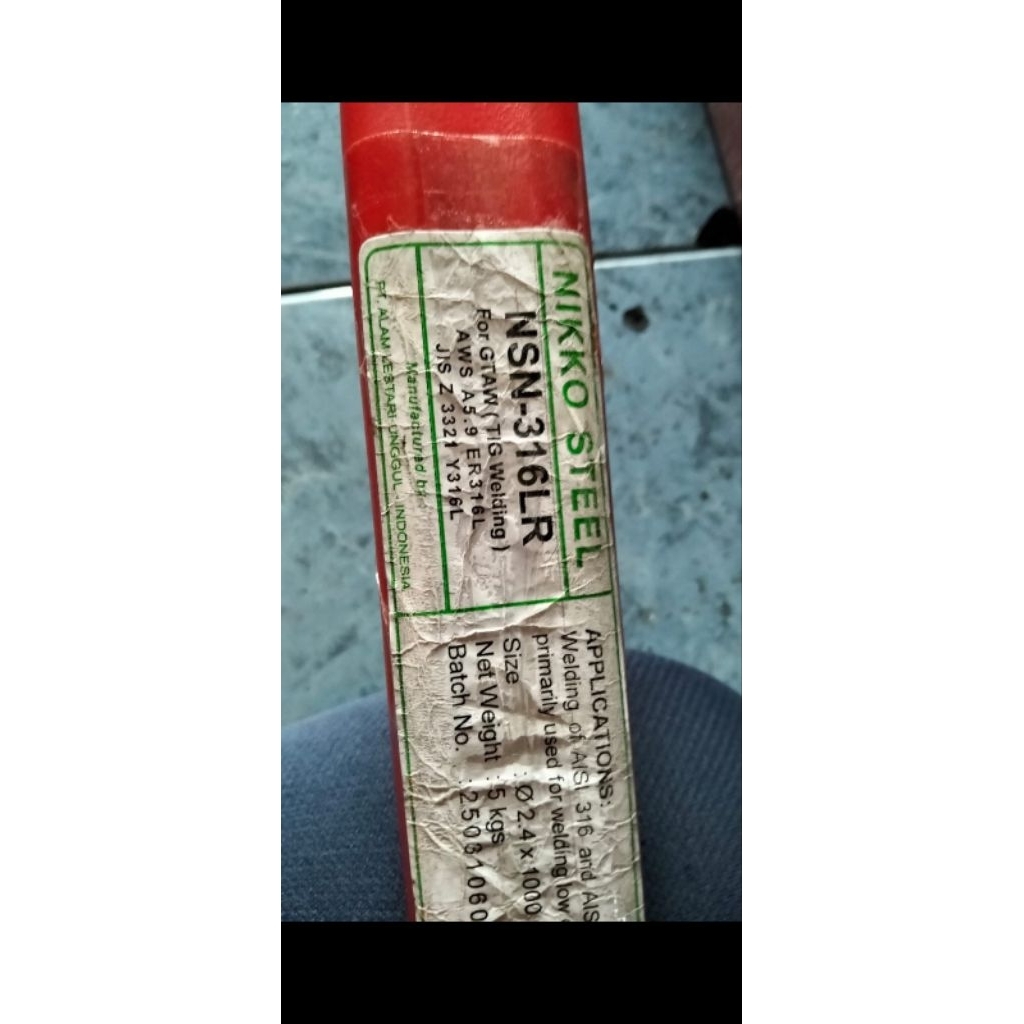 NIKKO STEEL
NSN-316LR
For GTAW ( TIG Welding )
AWS A5.9 ER316L
JIS Z 3321 Y316L
Manufactured by
PT. ALAM LESTARI UNGGUL - INDONESIA
APPLICATIONS:
Welding of AISI 316 and AIS
primarily used for welding low
Size : Ø 2.4 x 1000
Net Weight : 5 kgs
Batch No. : 25031060